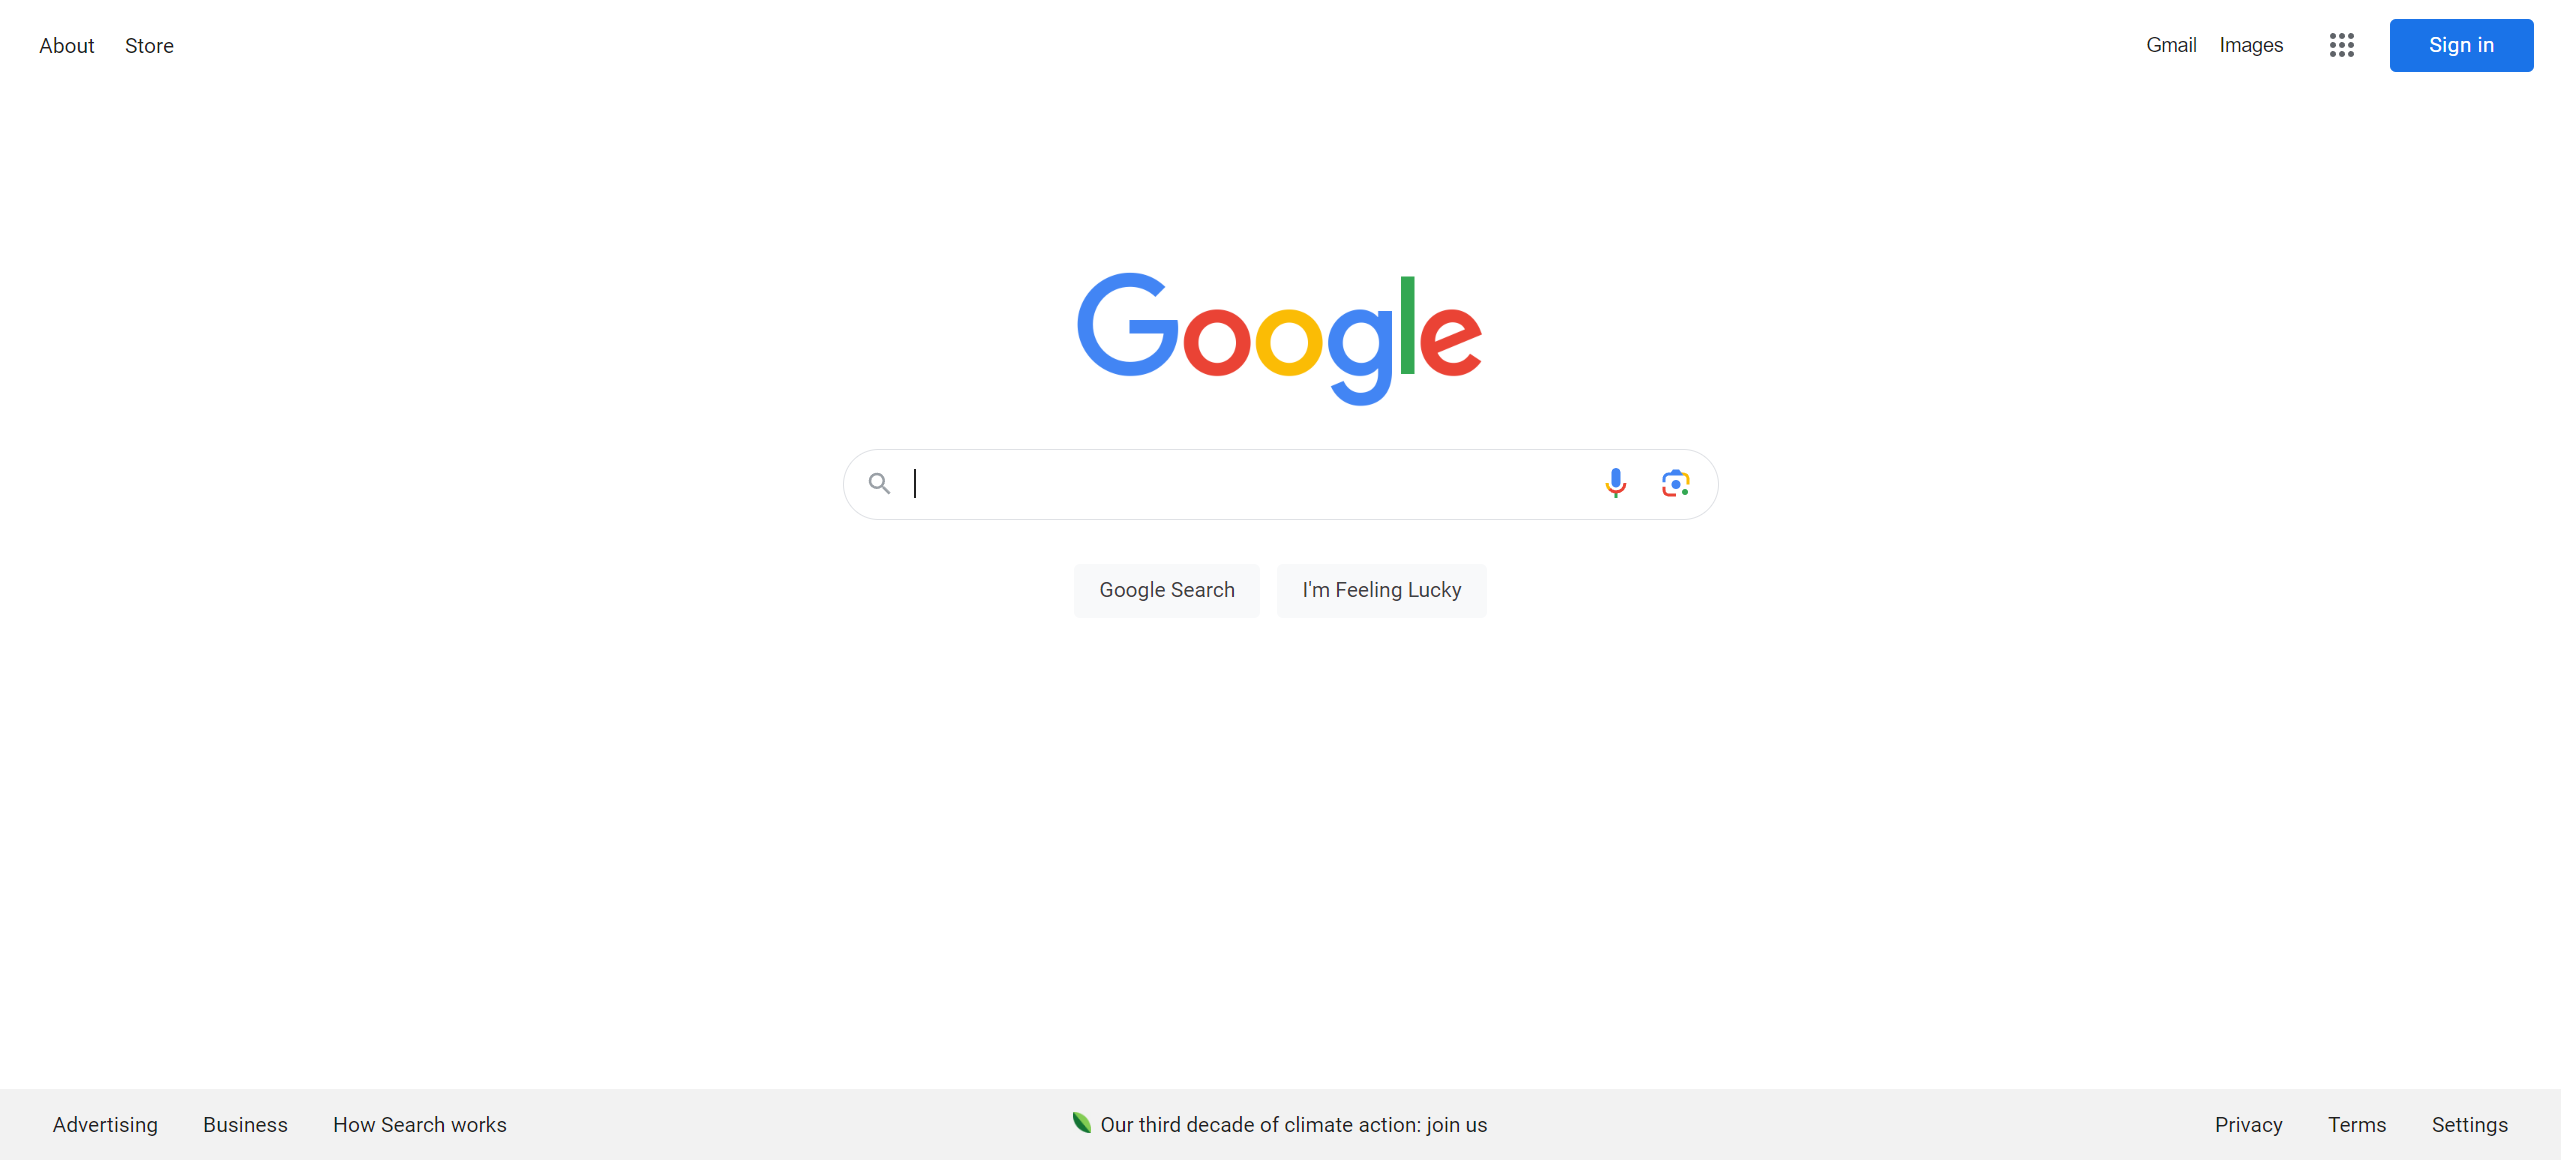 About Store Gmail Images Sign in
Google
Google Search I'm Feeling Lucky
Advertising Business How Search works Our third decade of climate action: join us Privacy Terms Settings